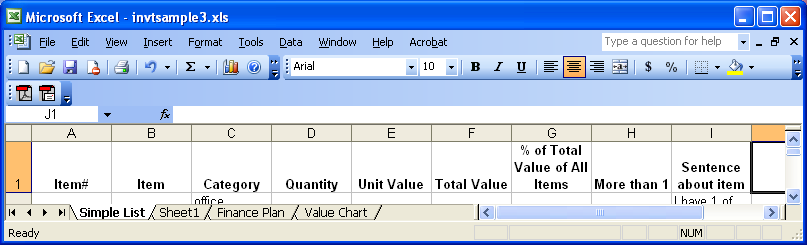 Microsoft Excel - invtsample3.xls
File Edit View Insert Format Tools Data Window Help Acrobat Type a question for help
Σ Arial 10 B I U $ %
J1 fx
A B C D E F G H I
1 Item# Item Category Quantity Unit Value Total Value % of Total Value of All Items More than 1 Sentence about item
office I have 1 of
Simple List Sheet1 Finance Plan Value Chart
Ready NUM